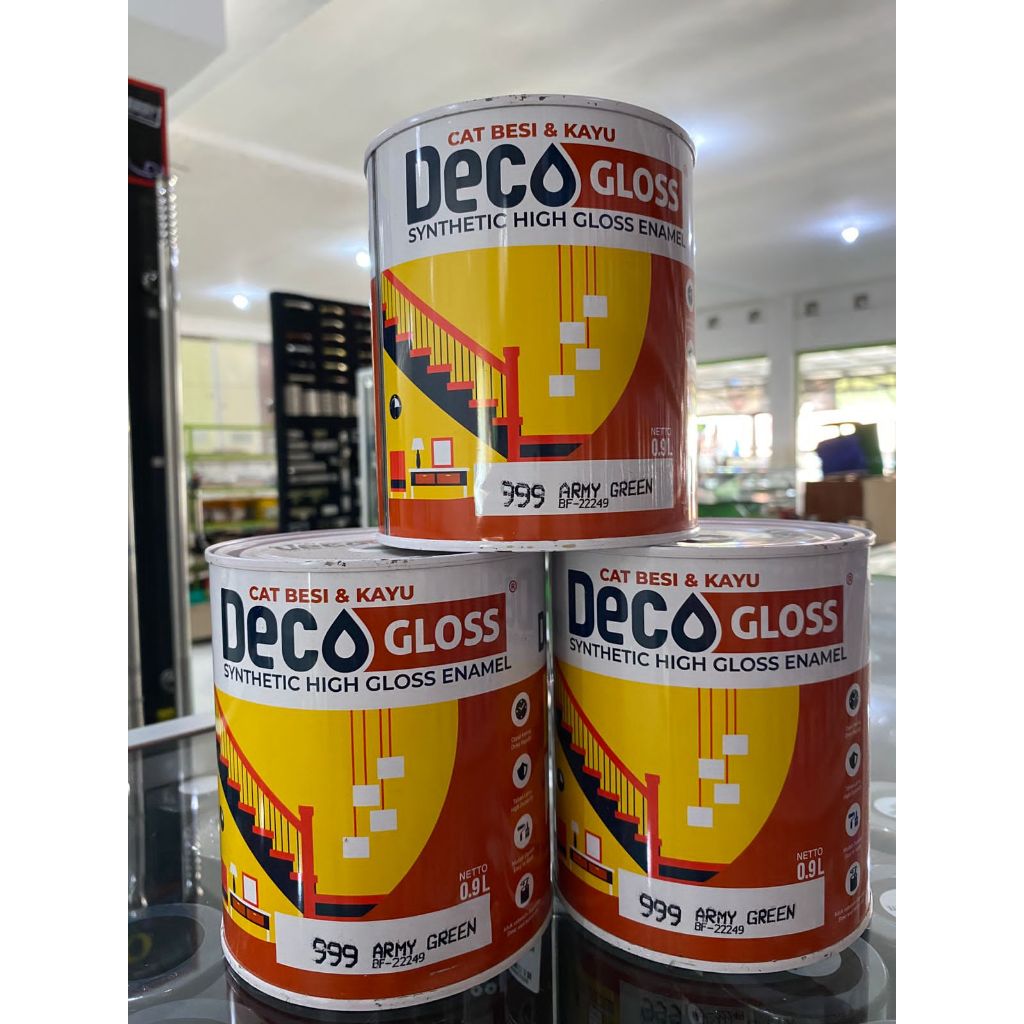 CAT BESI & KAYU
Deco GLOSS
SYNTHETIC HIGH GLOSS ENAMEL
NETTO
0.9L
999 ARMY GREEN
BF-22249
CAT BESI & KAYU
Deco GLOSS ®
SYNTHETIC HIGH GLOSS ENAMEL
NETTO
0.9L
999 ARMY GREEN
BF-22249
CAT BESI & KAYU
Deco GLOSS ®
SYNTHETIC HIGH GLOSS ENAMEL
NETTO
0.9L
999 ARMY GREEN
BF-22249